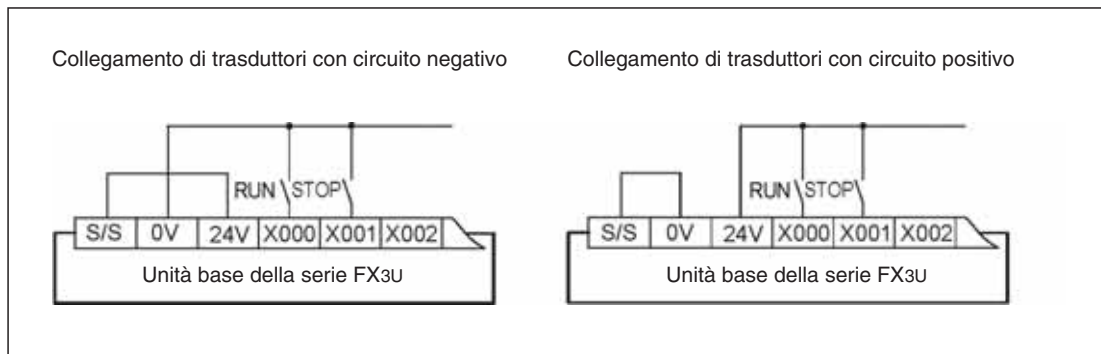 Collegamento di trasduttori con circuito negativo
RUN STOP
S/S 0V 24V X000 X001 X002
Unità base della serie FX3U
Collegamento di trasduttori con circuito positivo
RUN STOP
S/S 0V 24V X000 X001 X002
Unità base della serie FX3U